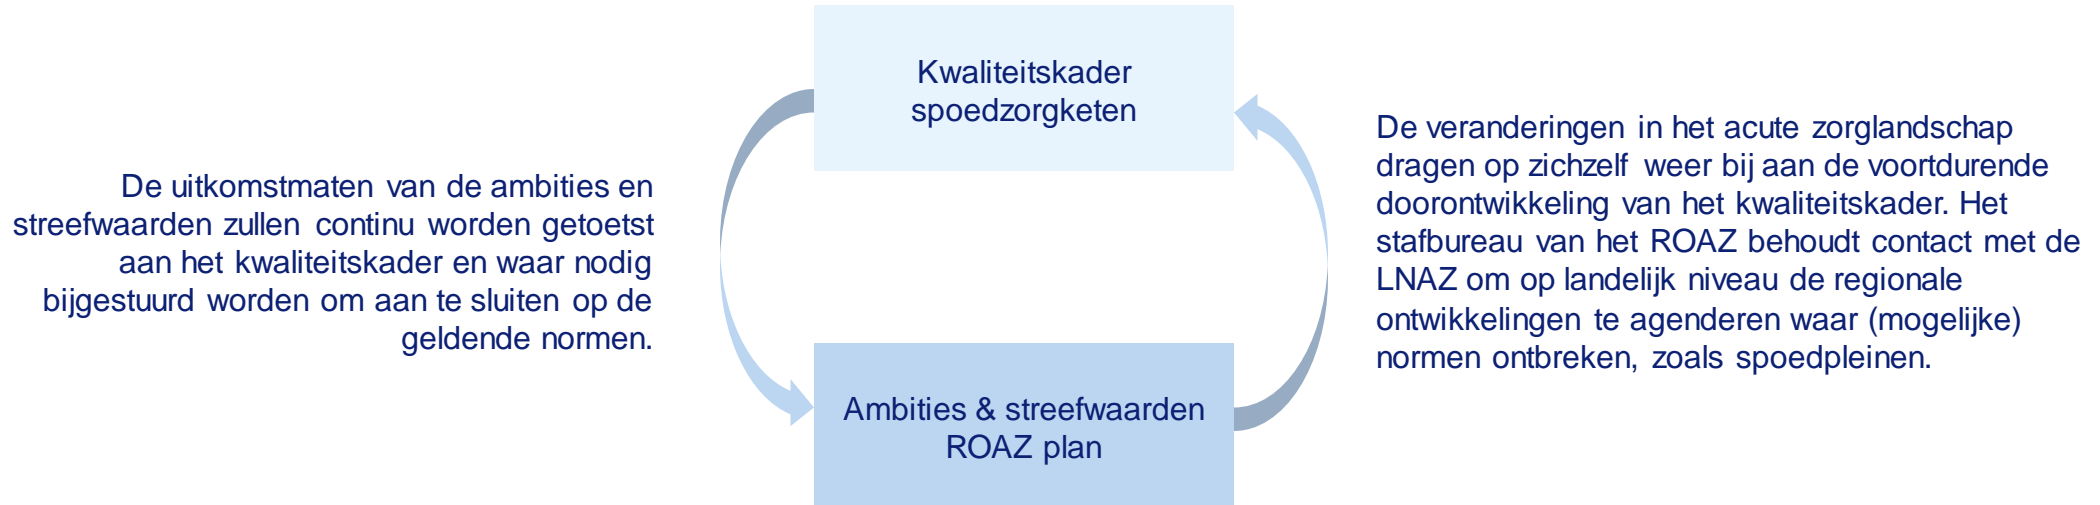 Kwaliteitskader
spoedzorgketen
De uitkomstmaten van de ambities en
streefwaarden zullen continu worden getoetst
aan het kwaliteitskader en waar nodig
bijgestuurd worden om aan te sluiten op de
geldende normen.
De veranderingen in het acute zorglandschap
dragen op zichzelf weer bij aan de voortdurende
doorontwikkeling van het kwaliteitskader. Het
stafbureau van het ROAZ behoudt contact met de
LNAZ om op landelijk niveau de regionale
ontwikkelingen te agenderen waar (mogelijke)
normen ontbreken, zoals spoedpleinen.
Ambities & streefwaarden
ROAZ plan